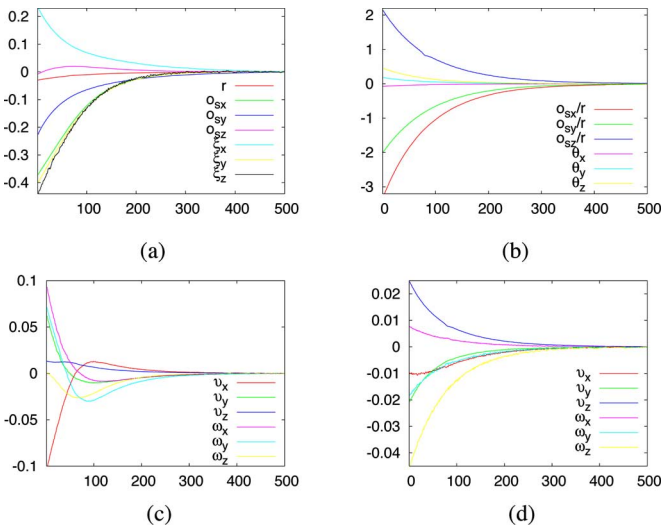 0.2
0.1
0
-0.1
-0.2
-0.3
-0.4
r
o_sx
o_sy
o_sz
ξ_x
ξ_y
ξ_z
100 200 300 400 500
(a)
2
1
0
-1
-2
-3
o_sx/r
o_sy/r
o_sz/r
θ_x
θ_y
θ_z
0 100 200 300 400 500
(b)
0.1
0.05
0
-0.05
-0.1
υ_x
υ_y
υ_z
ω_x
ω_y
ω_z
100 200 300 400 500
(c)
0.02
0.01
0
-0.01
-0.02
-0.03
-0.04
υ_x
υ_y
υ_z
ω_x
ω_y
ω_z
0 100 200 300 400 500
(d)